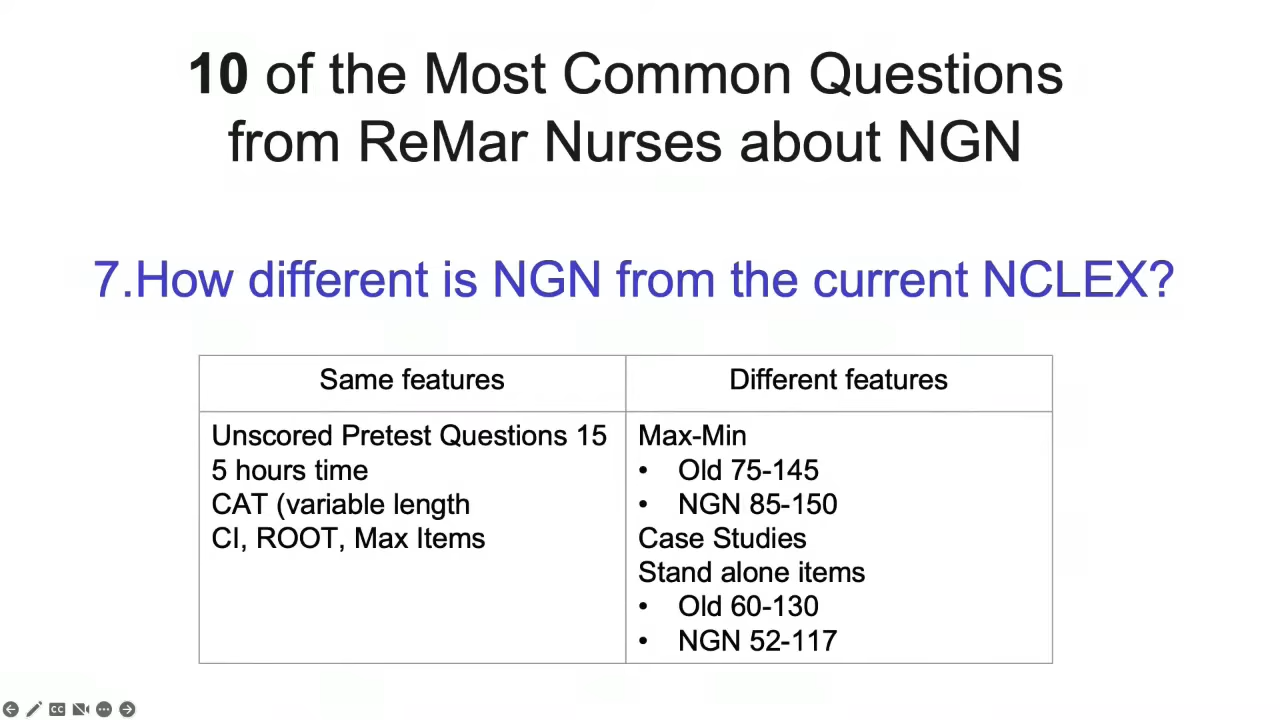 10 of the Most Common Questions
from ReMar Nurses about NGN
7.How different is NGN from the current NCLEX?
Same features
Different features
Unscored Pretest Questions 15
5 hours time
CAT (variable length
CI, ROOT, Max Items
Max-Min
• Old 75-145
• NGN 85-150
Case Studies
Stand alone items
• Old 60-130
• NGN 52-117
CC